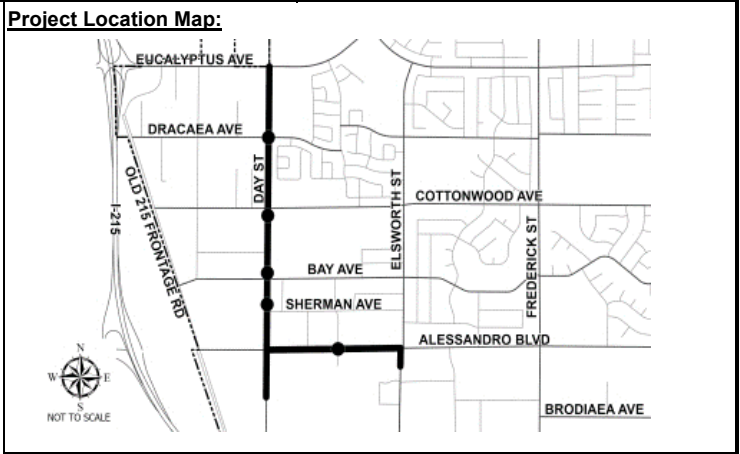 Project Location Map:
EUCALYPTUS AVE
DRACAEA AVE
DAY ST
OLD 215 FRONTAGE RD
I-215
ELSWORTH ST
COTTONWOOD AVE
FREDERICK ST
BAY AVE
SHERMAN AVE
ALESSANDRO BLVD
N
W E
S
NOT TO SCALE
BRODIAEA AVE